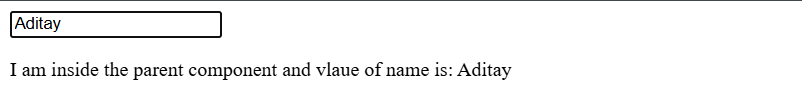 Aditay
I am inside the parent component and vlaue of name is: Aditay